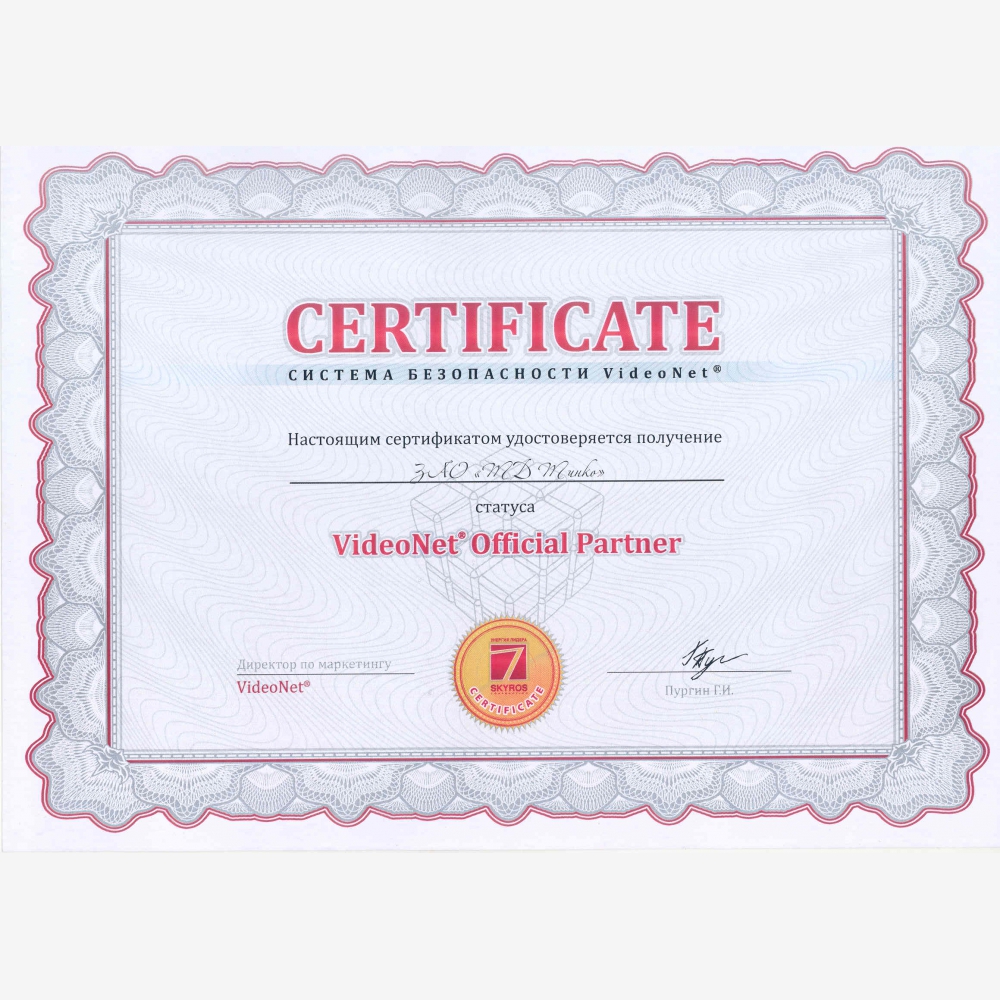 CERTIFICATE
СИСТЕМА БЕЗОПАСНОСТИ VideoNet®
Настоящим сертификатом удостоверяется получение
ЗАО «ТД Тинко»
статуса
VideoNet® Official Partner
ЭНЕРГИЯ ЛИДЕРА
7
SKYROS
CERTIFICATE
Директор по маркетингу
VideoNet®
Пургин Г.И.